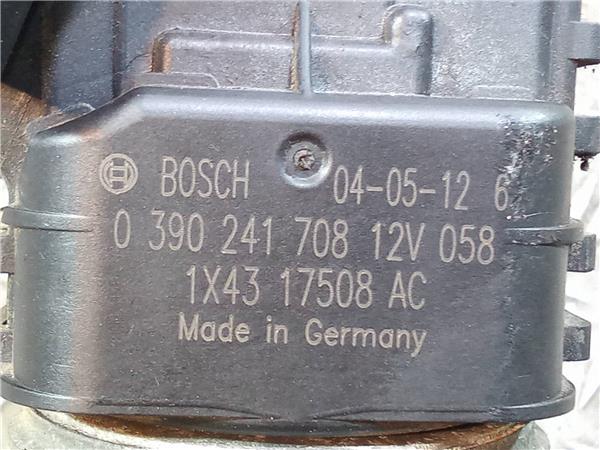 BOSCH 04-05-12 6
0 390 241 708 12V 058
1X43 17508 AC
Made in Germany